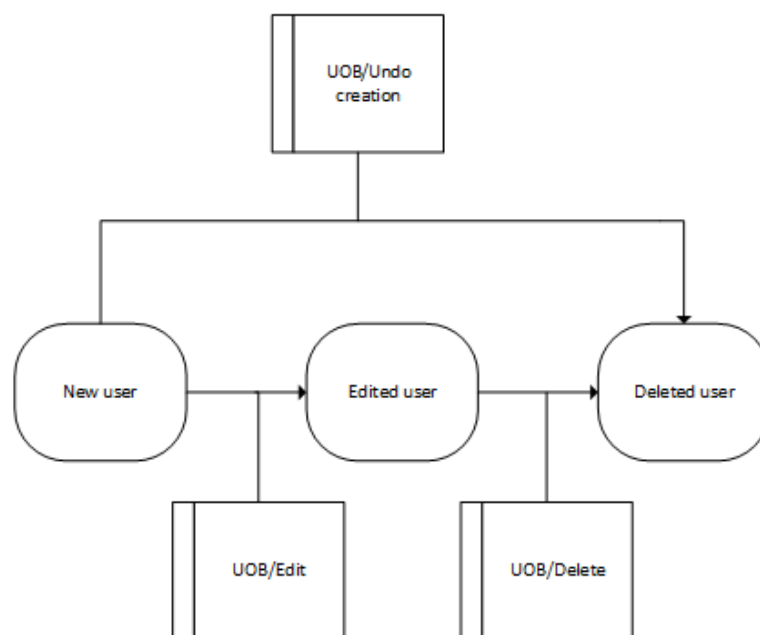 UOB/Undo
creation
New user
Edited user
Deleted user
UOB/Edit
UOB/Delete